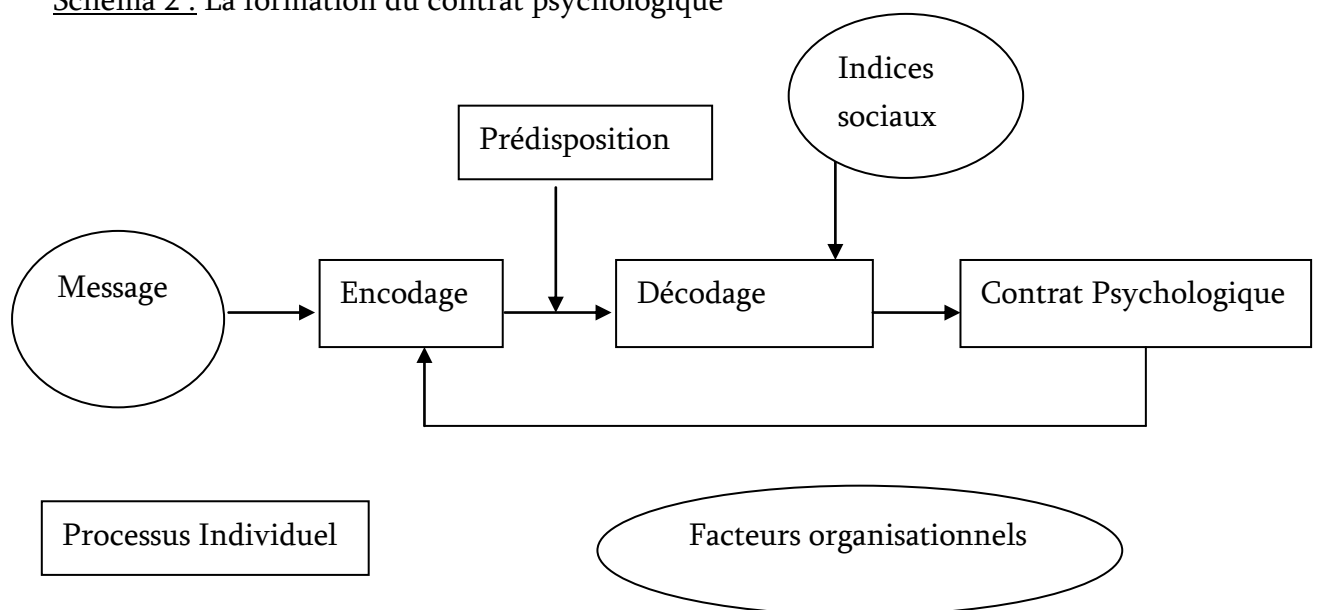 Schéma 2 : La formation du contrat psychologique
Indices
sociaux
Prédisposition
Message
Encodage
Décodage
Contrat Psychologique
Processus Individuel
Facteurs organisationnels